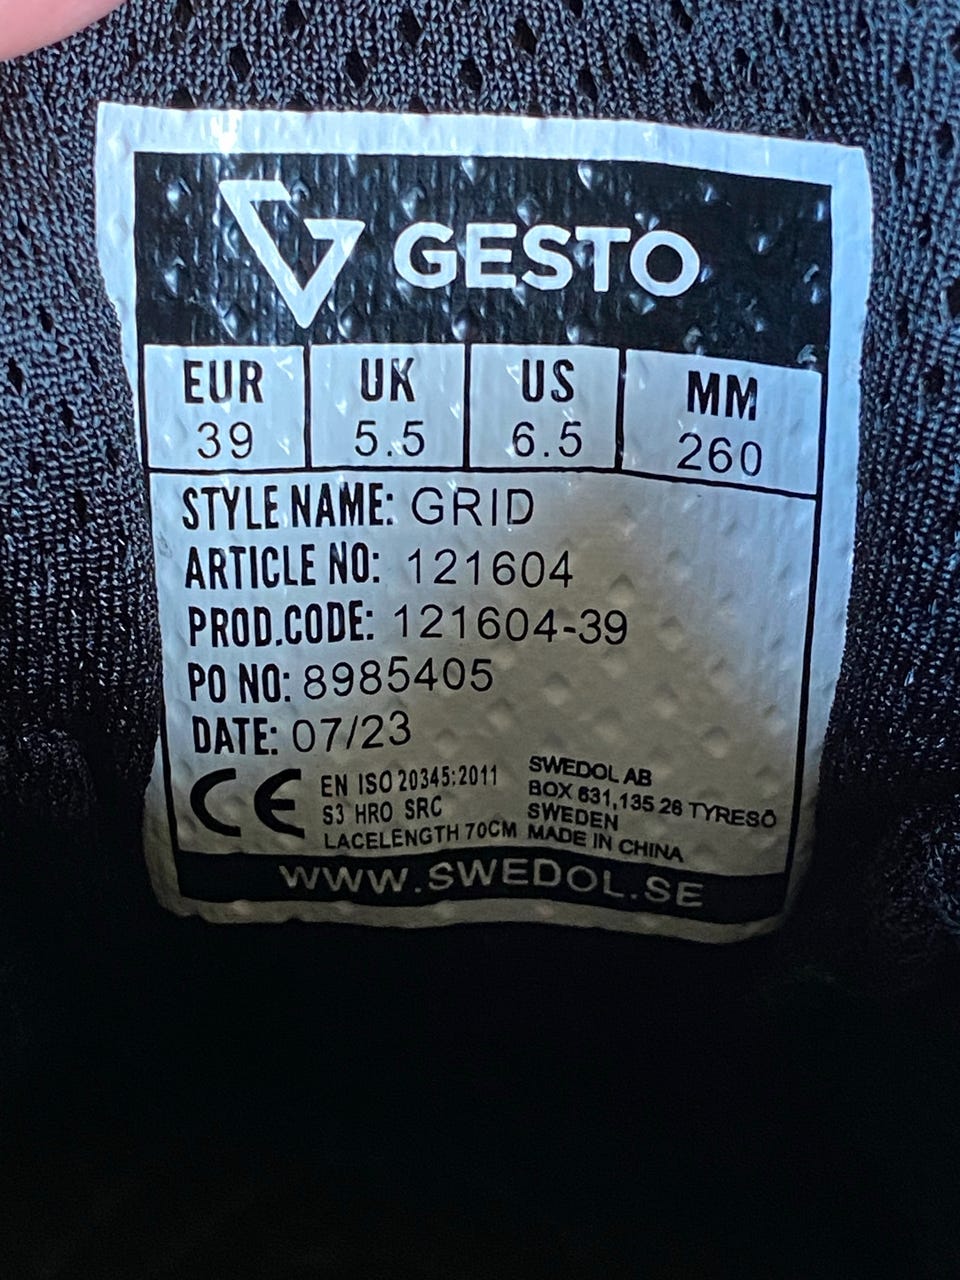 GESTO
EUR UK US MM
39 5.5 6.5 260
STYLE NAME: GRID
ARTICLE NO: 121604
PROD.CODE: 121604-39
PO NO: 8985405
DATE: 07/23
CE
EN ISO 20345:2011
S3 HRO SRC
LACELENGTH 70CM
SWEDOL AB
BOX 631,135 26 TYRESÖ
SWEDEN
MADE IN CHINA
WWW.SWEDOL.SE